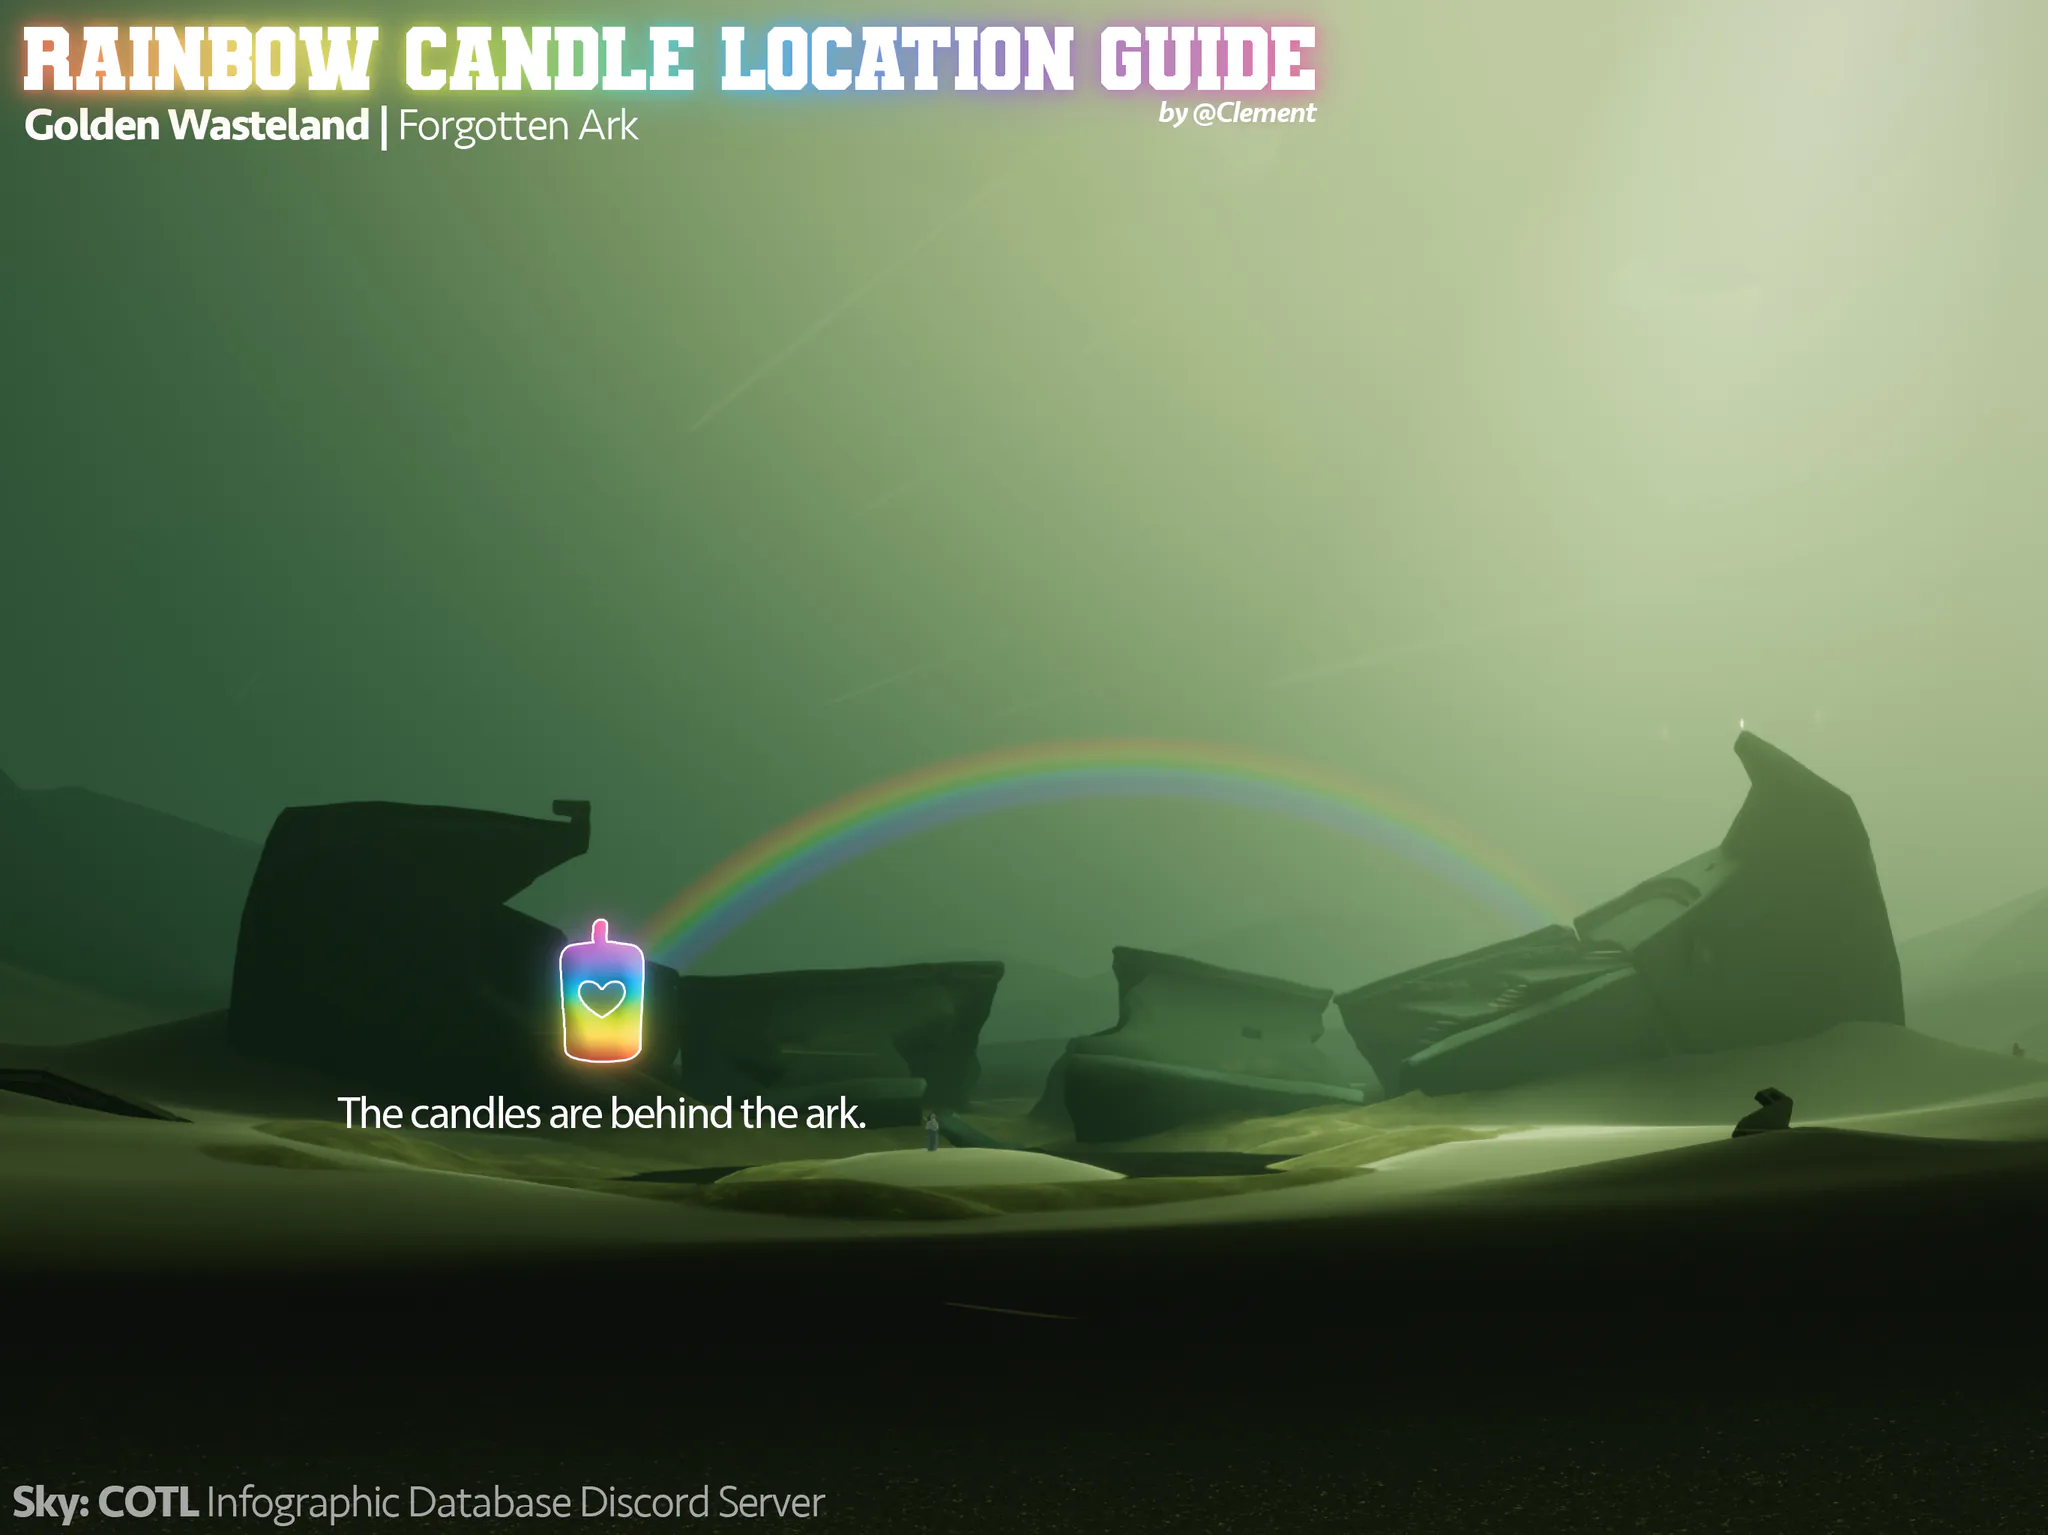 RAINBOW CANDLE LOCATION GUIDE
by @Clement
Golden Wasteland | Forgotten Ark
The candles are behind the ark.
Sky: COTL Infographic Database Discord Server